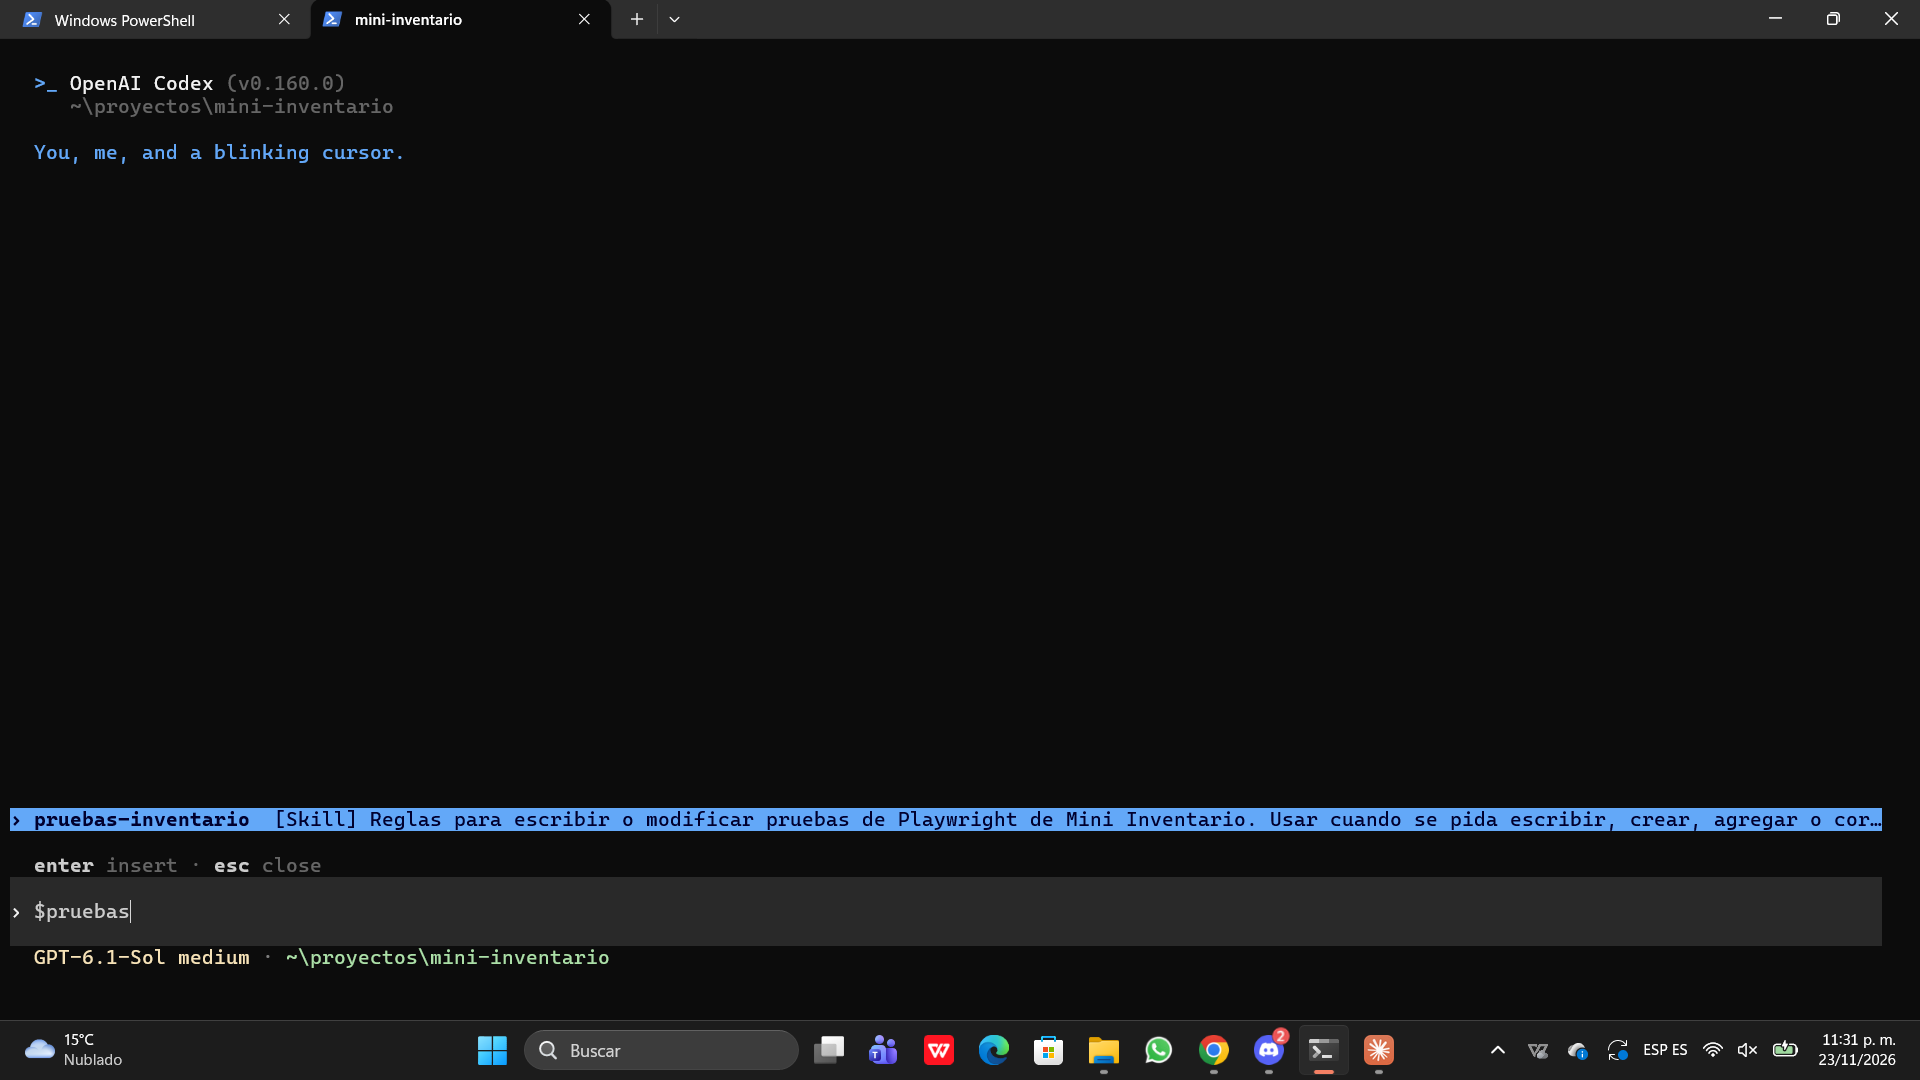 Windows PowerShell
mini-inventario
>_ OpenAI Codex (v0.160.0)
~\proyectos\mini-inventario
You, me, and a blinking cursor.
› pruebas-inventario [Skill] Reglas para escribir o modificar pruebas de Playwright de Mini Inventario. Usar cuando se pida escribir, crear, agregar o cor…
enter insert · esc close
› $pruebas
GPT-6.1-Sol medium · ~\proyectos\mini-inventario
15°C
Nublado
Buscar
2
ESP ES
11:31 p. m.
23/11/2026